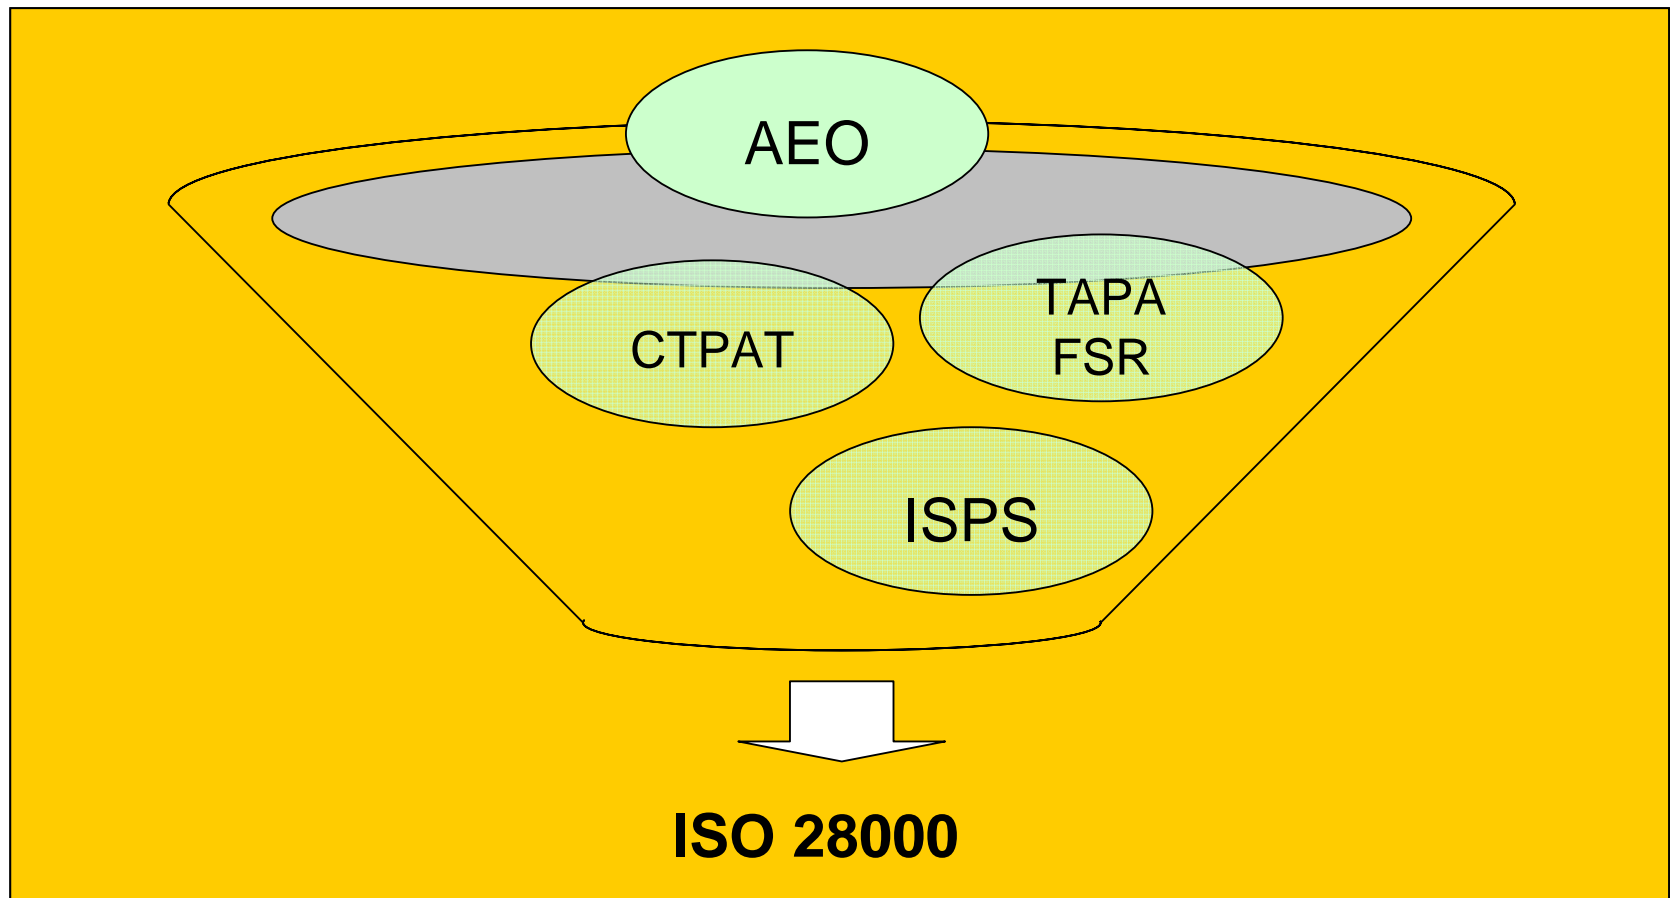 AEO
CTPAT
TAPA
FSR
ISPS
ISO 28000